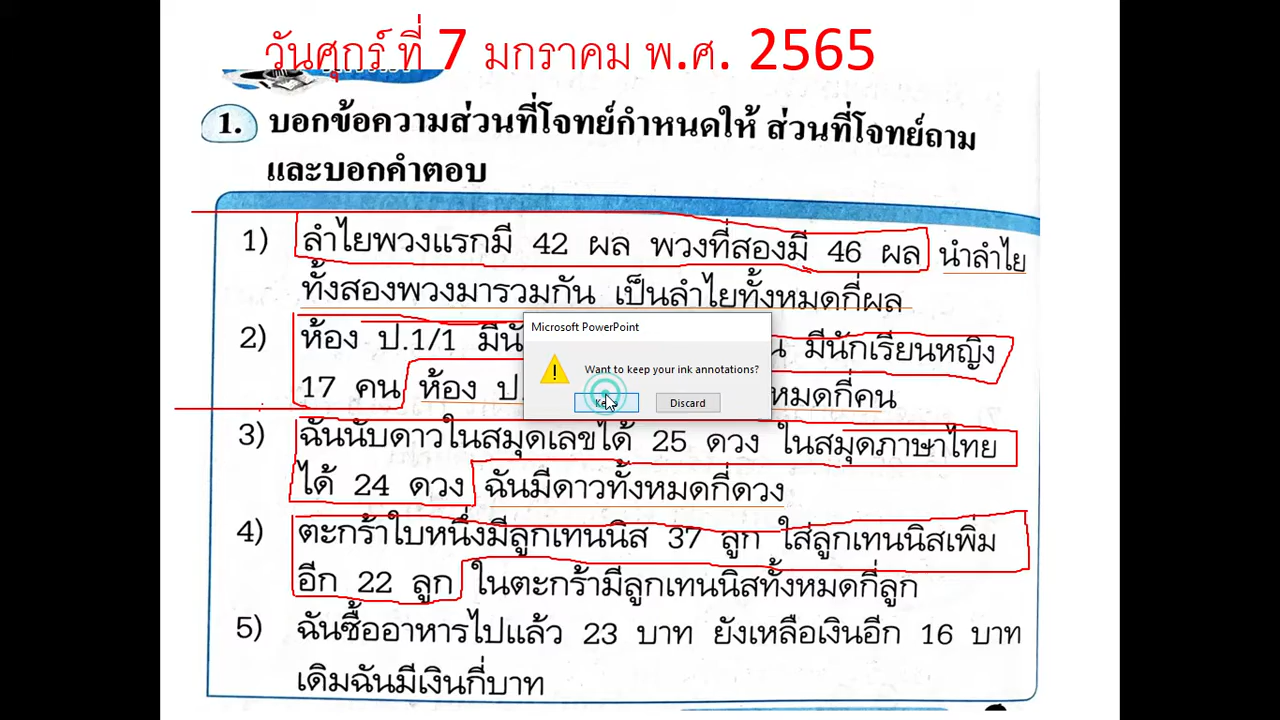 วันศุกร์ ที่ 7 มกราคม พ.ศ. 2565
1. บอกข้อความส่วนที่โจทย์กำหนดให้ ส่วนที่โจทย์ถาม
และบอกคำตอบ
1) ลำไยพวงแรกมี 42 ผล พวงที่สองมี 46 ผล นำลำไย
ทั้งสองพวงมารวมกัน เป็นลำไยทั้งหมดกี่ผล
Microsoft PowerPoint
2) ห้อง ป.1/1 มี มีนักเรียนหญิง
Want to keep your ink annotations?
17 คน ห้อง ป. หมดกี่คน
Discard
3) ฉันนับดาวในสมุดเลขได้ 25 ดวง ในสมุดภาษาไทย
ได้ 24 ดวง ฉันมีดาวทั้งหมดกี่ดวง
4) ตะกร้าใบหนึ่งมีลูกเทนนิส 37 ลูก ใส่ลูกเทนนิสเพิ่ม
อีก 22 ลูก ในตะกร้ามีลูกเทนนิสทั้งหมดกี่ลูก
5) ฉันซื้ออาหารไปแล้ว 23 บาท ยังเหลือเงินอีก 16 บาท
เดิมฉันมีเงินกี่บาท